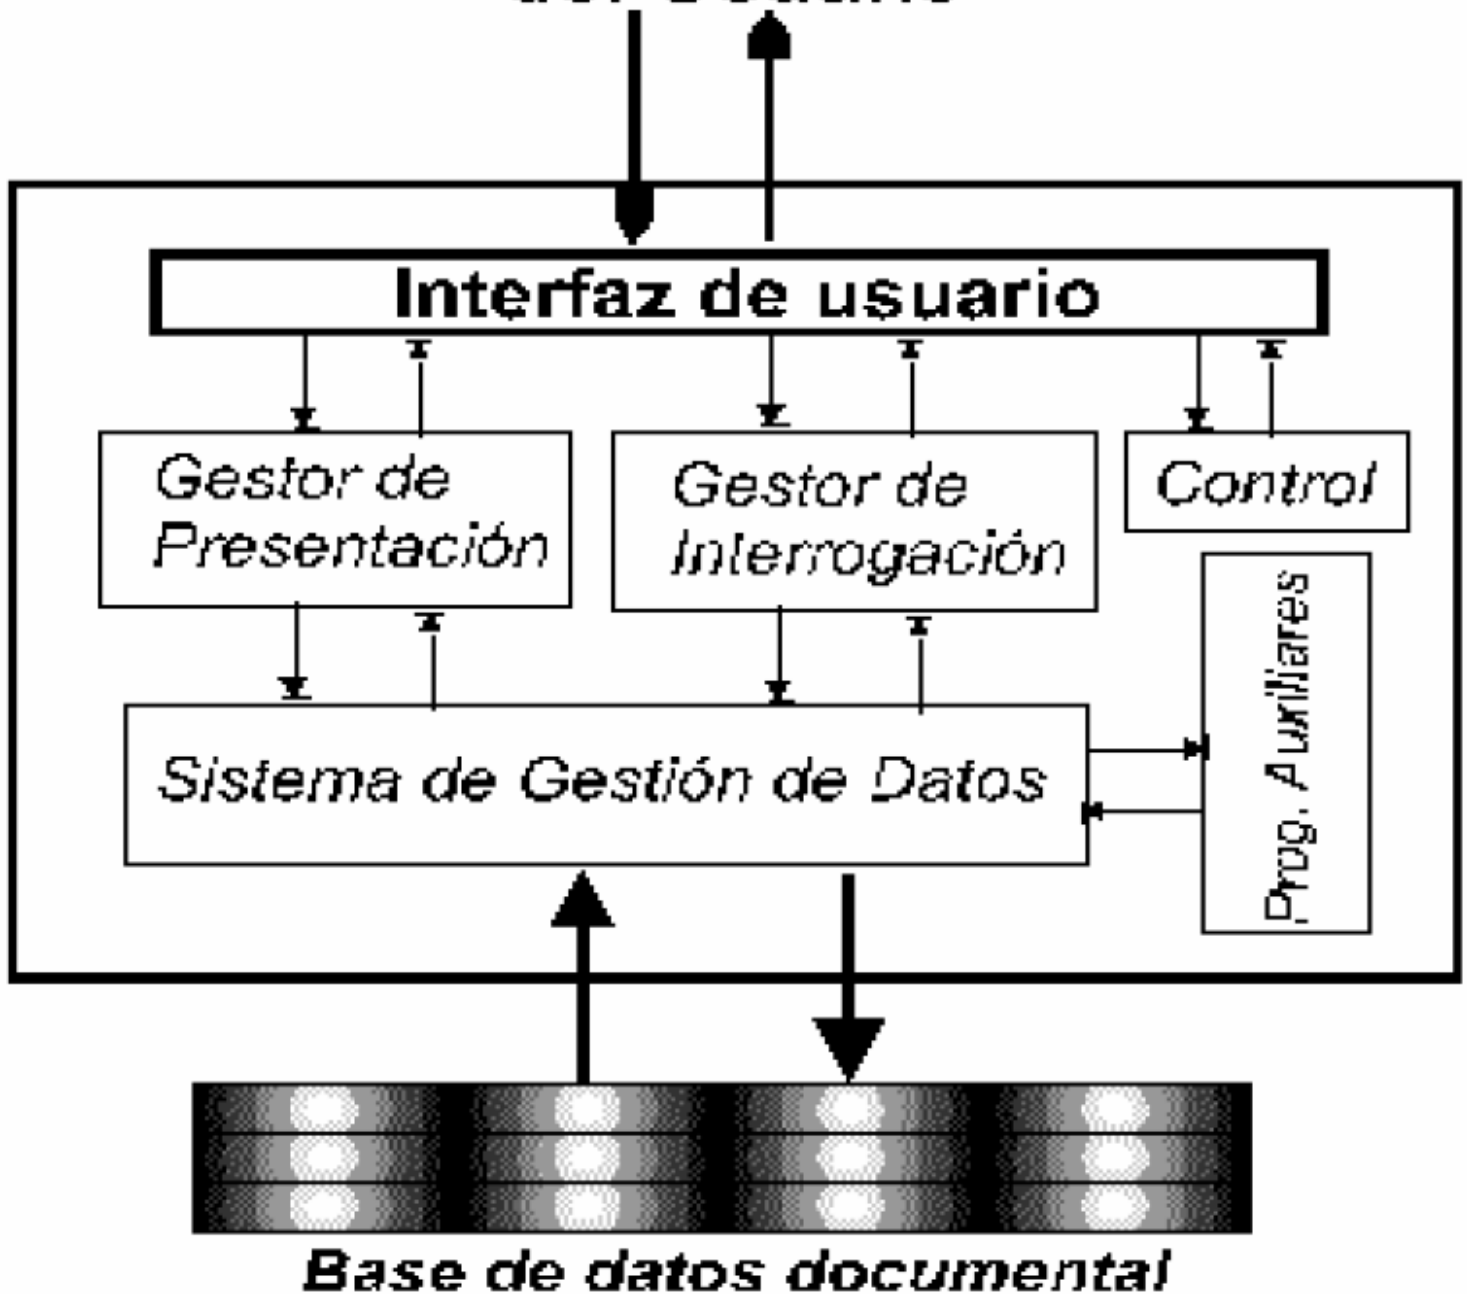 Interfaz de usuario
Gestor de
Presentación
Gestor de
Interrogación
Control
Prog. Auxiliares
Sistema de Gestión de Datos
Base de datos documental